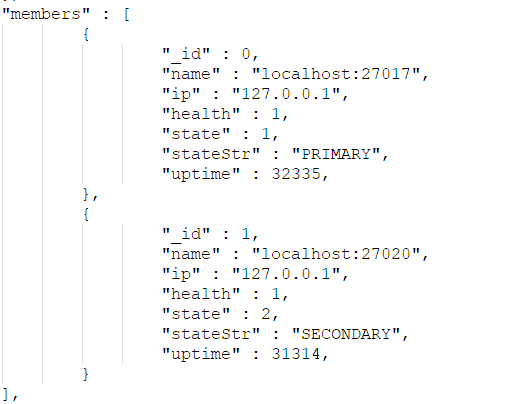 "members" : [
{
"_id" : 0,
"name" : "localhost:27017",
"ip" : "127.0.0.1",
"health" : 1,
"state" : 1,
"stateStr" : "PRIMARY",
"uptime" : 32335,
},
{
"_id" : 1,
"name" : "localhost:27020",
"ip" : "127.0.0.1",
"health" : 1,
"state" : 2,
"stateStr" : "SECONDARY",
"uptime" : 31314,
}
],